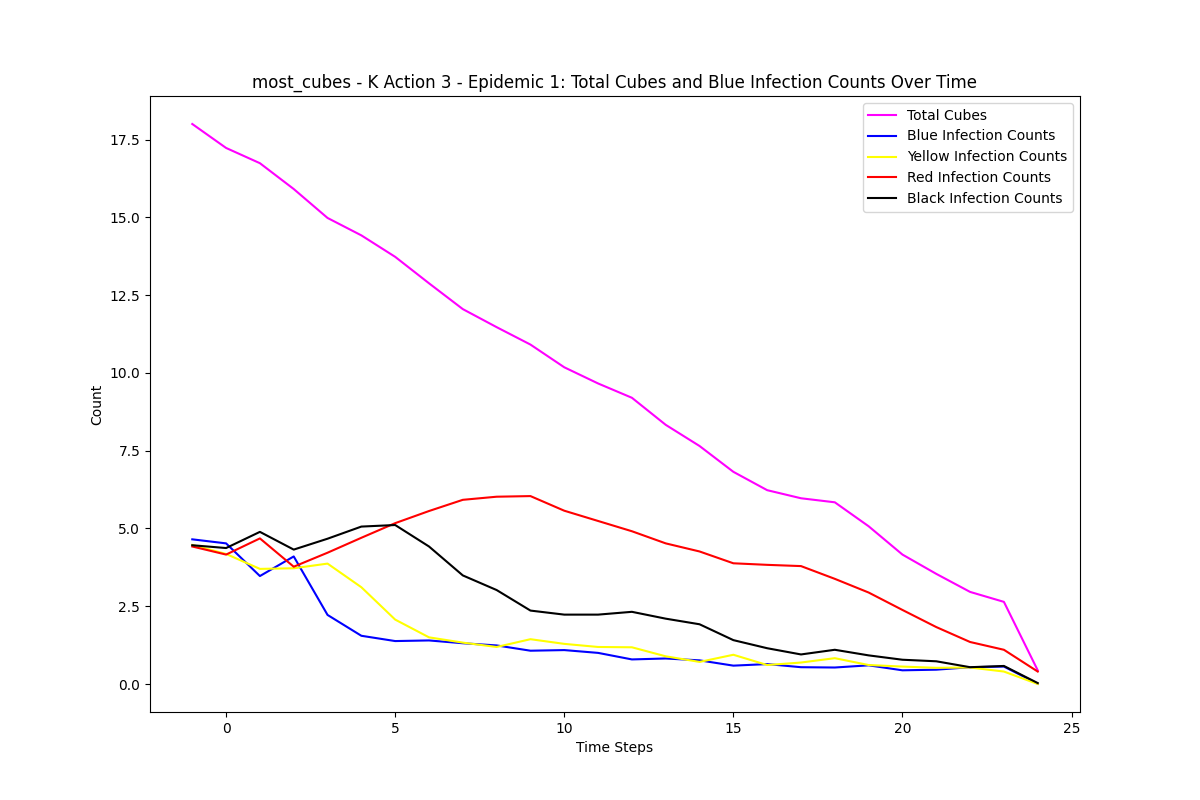 most_cubes - K Action 3 - Epidemic 1: Total Cubes and Blue Infection Counts Over Time
Total Cubes
Blue Infection Counts
Yellow Infection Counts
Red Infection Counts
Black Infection Counts
17.5
15.0
12.5
10.0
7.5
5.0
2.5
0.0
Count
0 5 10 15 20 25
Time Steps